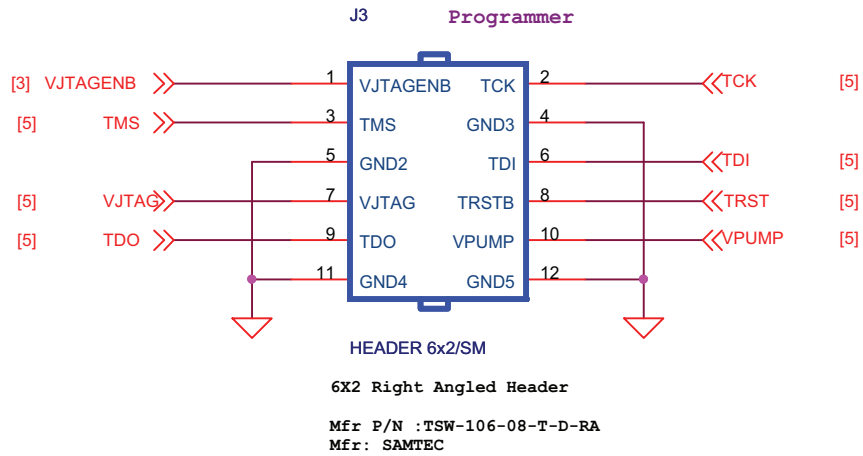 J3 Programmer
[3] VJTAGENB 1 VJTAGENB TCK 2 TCK [5]
[5] TMS 3 TMS GND3 4
5 GND2 TDI 6 TDI [5]
[5] VJTAG 7 VJTAG TRSTB 8 TRST [5]
[5] TDO 9 TDO VPUMP 10 VPUMP [5]
11 GND4 GND5 12
HEADER 6x2/SM
6X2 Right Angled Header
Mfr P/N :TSW-106-08-T-D-RA
Mfr: SAMTEC